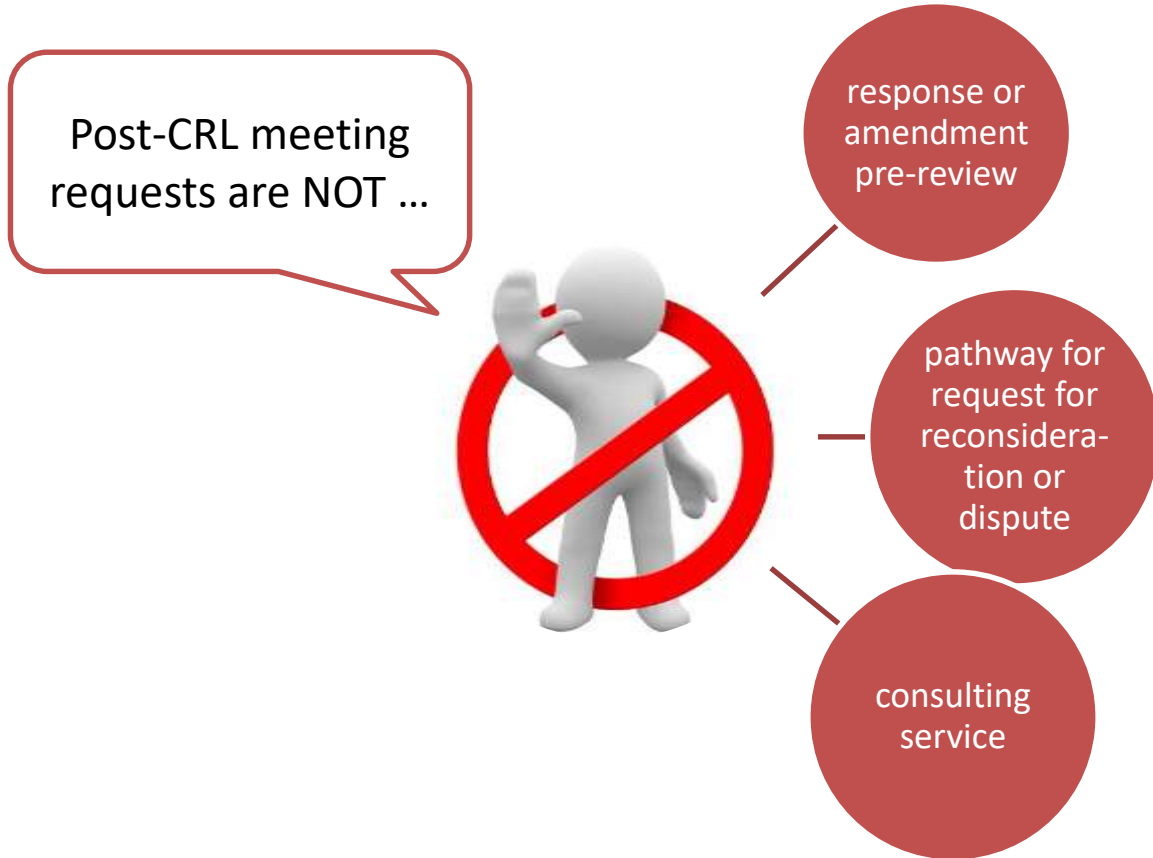 Post-CRL meeting
requests are NOT …
response or
amendment
pre-review
pathway for
request for
reconsidera-
tion or
dispute
consulting
service